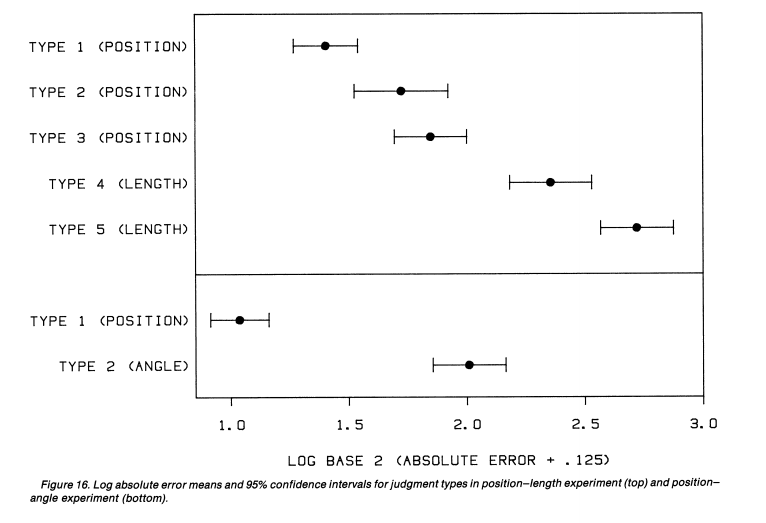 TYPE 1 (POSITION)
TYPE 2 (POSITION)
TYPE 3 (POSITION)
TYPE 4 (LENGTH)
TYPE 5 (LENGTH)
TYPE 1 (POSITION)
TYPE 2 (ANGLE)
1.0 1.5 2.0 2.5 3.0
LOG BASE 2 (ABSOLUTE ERROR + .125)
Figure 16. Log absolute error means and 95% confidence intervals for judgment types in position–length experiment (top) and position–
angle experiment (bottom).